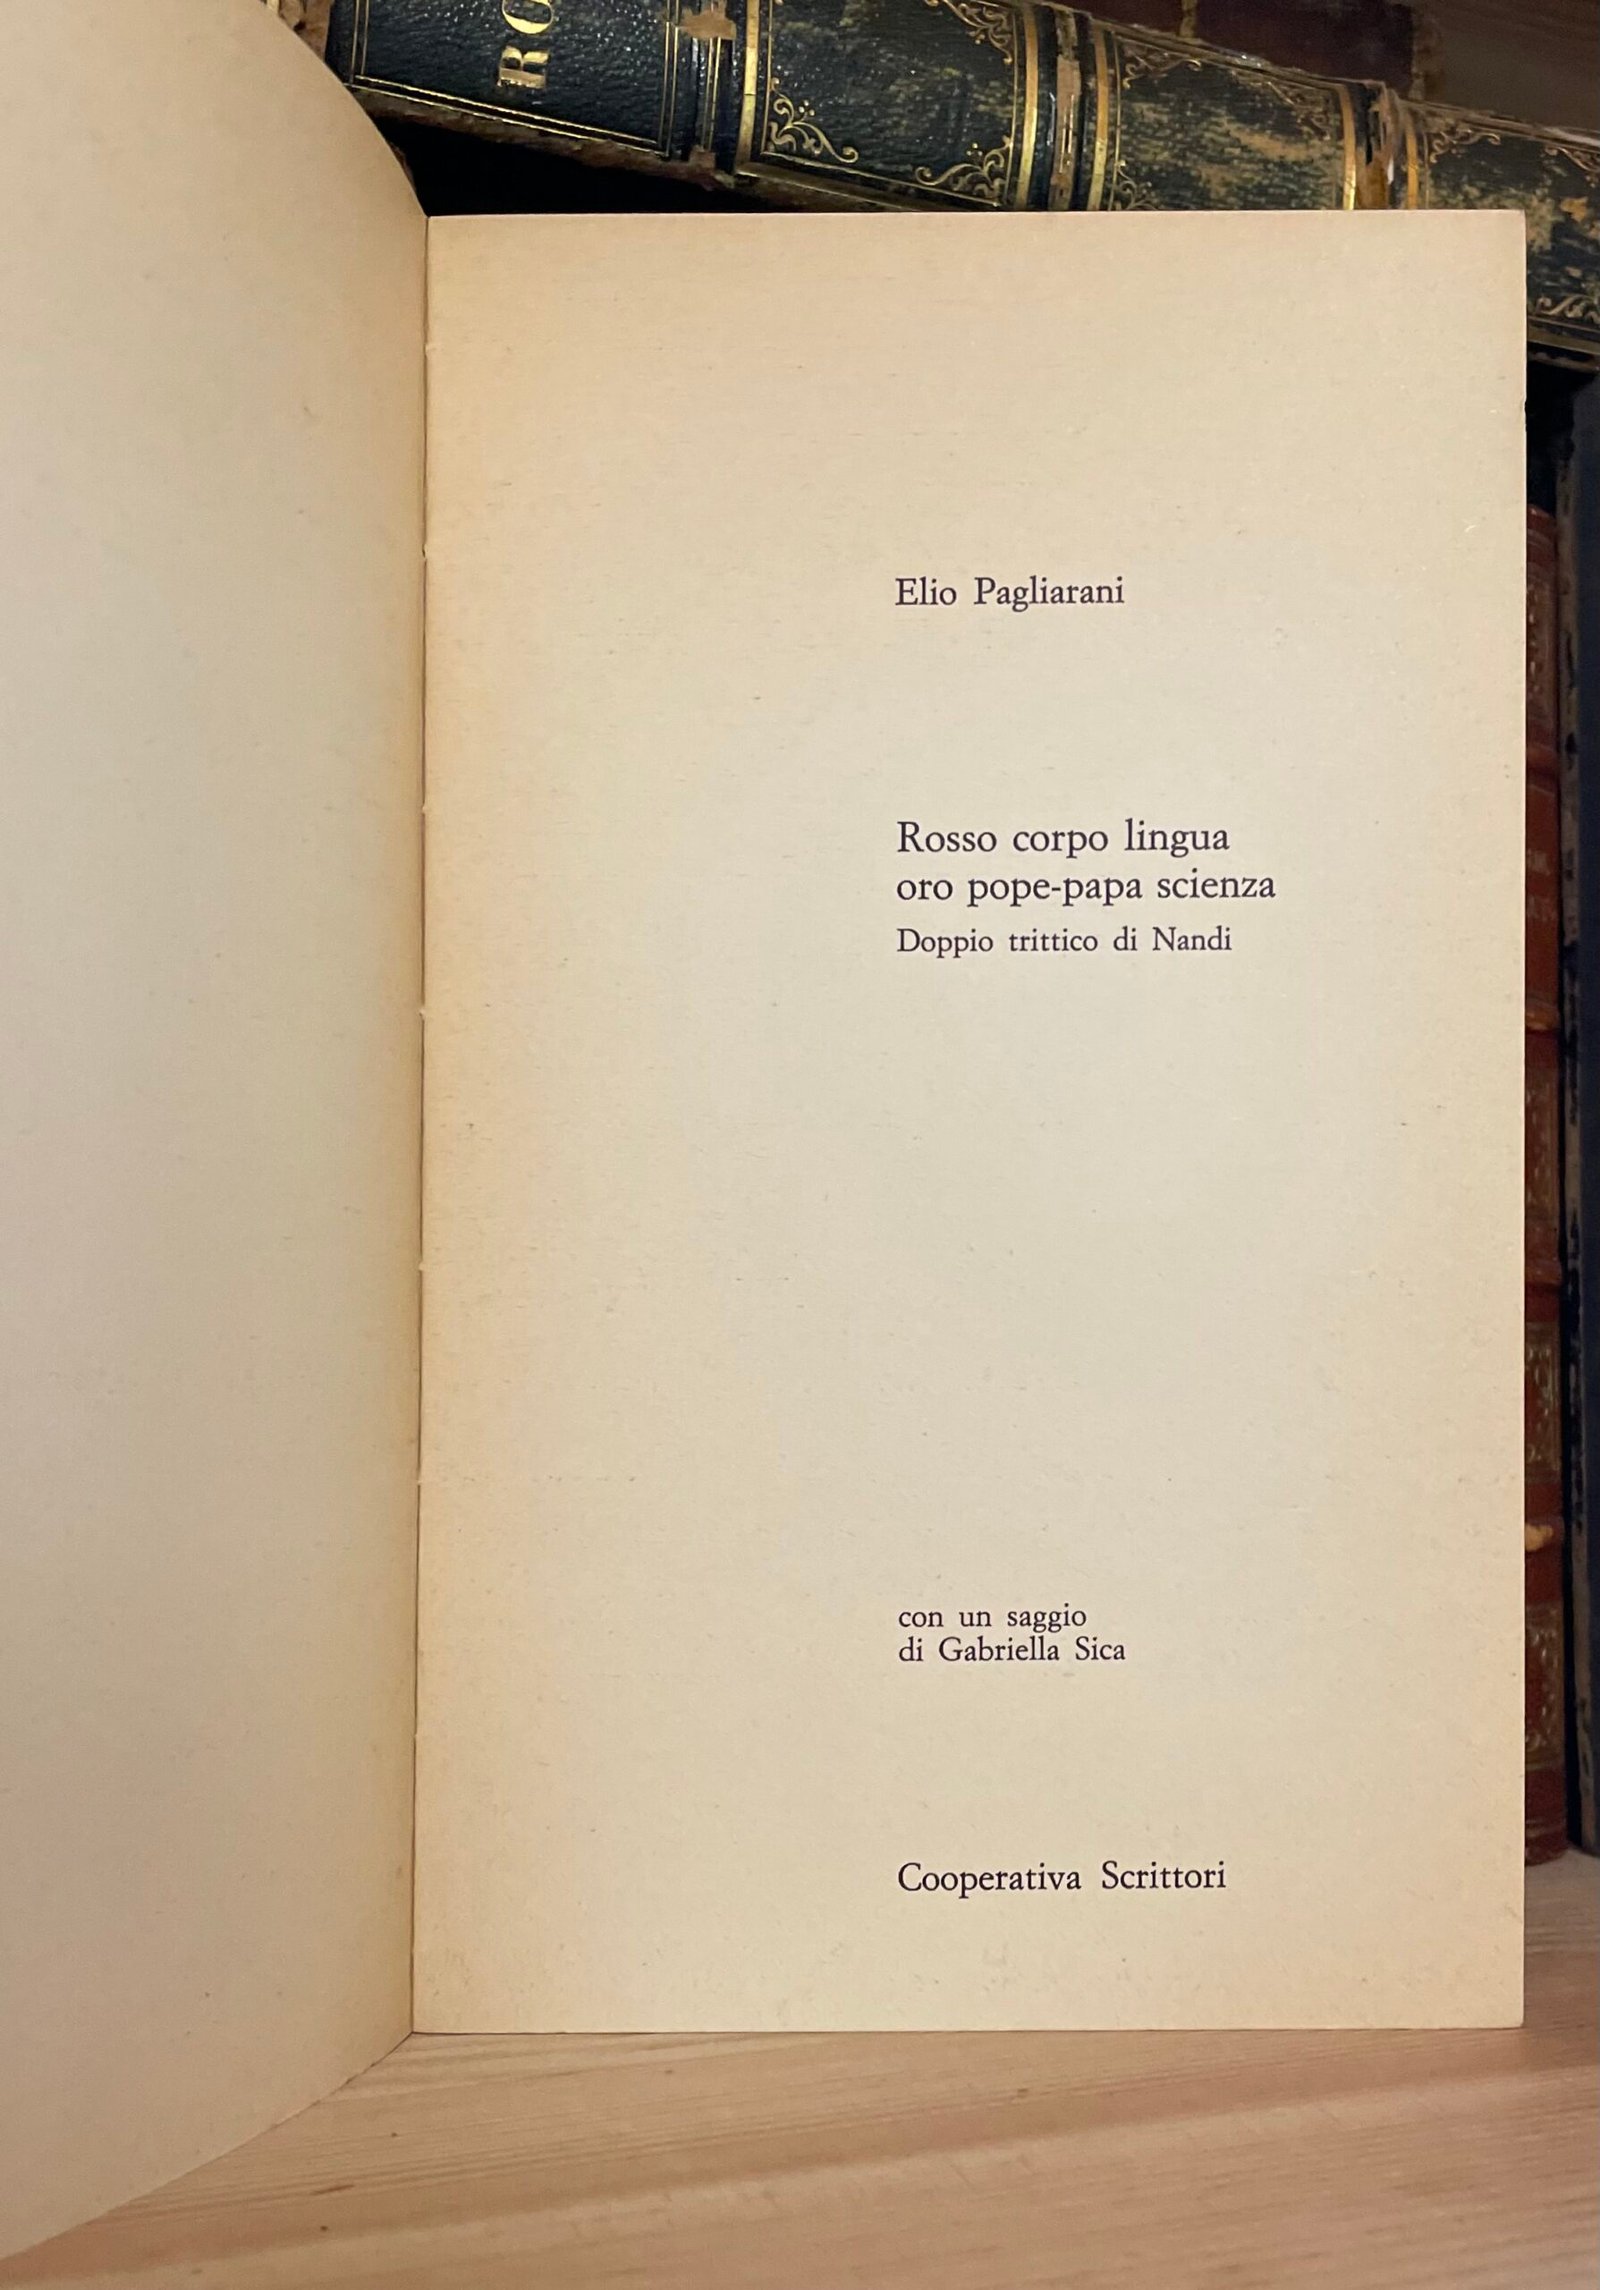 RO
Elio Pagliarani
Rosso corpo lingua
oro pope-papa scienza
Doppio trittico di Nandi
con un saggio
di Gabriella Sica
Cooperativa Scrittori